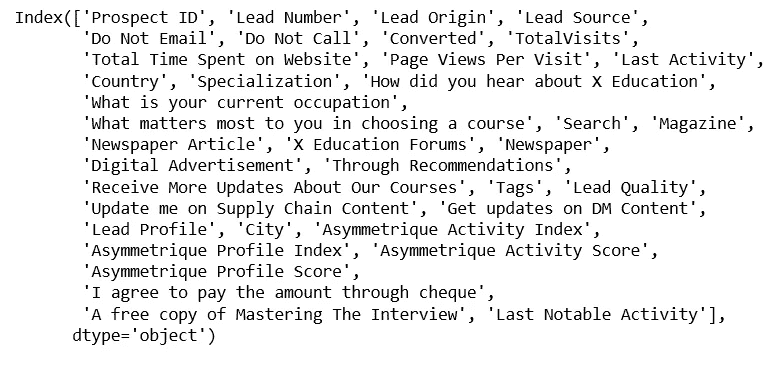 Index(['Prospect ID', 'Lead Number', 'Lead Origin', 'Lead Source',
'Do Not Email', 'Do Not Call', 'Converted', 'TotalVisits',
'Total Time Spent on Website', 'Page Views Per Visit', 'Last Activity',
'Country', 'Specialization', 'How did you hear about X Education',
'What is your current occupation',
'What matters most to you in choosing a course', 'Search', 'Magazine',
'Newspaper Article', 'X Education Forums', 'Newspaper',
'Digital Advertisement', 'Through Recommendations',
'Receive More Updates About Our Courses', 'Tags', 'Lead Quality',
'Update me on Supply Chain Content', 'Get updates on DM Content',
'Lead Profile', 'City', 'Asymmetrique Activity Index',
'Asymmetrique Profile Index', 'Asymmetrique Activity Score',
'Asymmetrique Profile Score',
'I agree to pay the amount through cheque',
'A free copy of Mastering The Interview', 'Last Notable Activity'],
dtype='object')